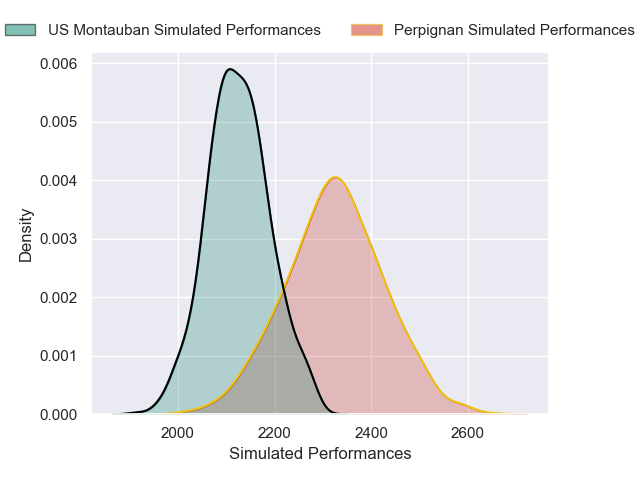 US Montauban Simulated Performances
Perpignan Simulated Performances
0.006
0.005
0.004
0.003
0.002
0.001
0.000
Density
2000
2200
2400
2600
Simulated Performances